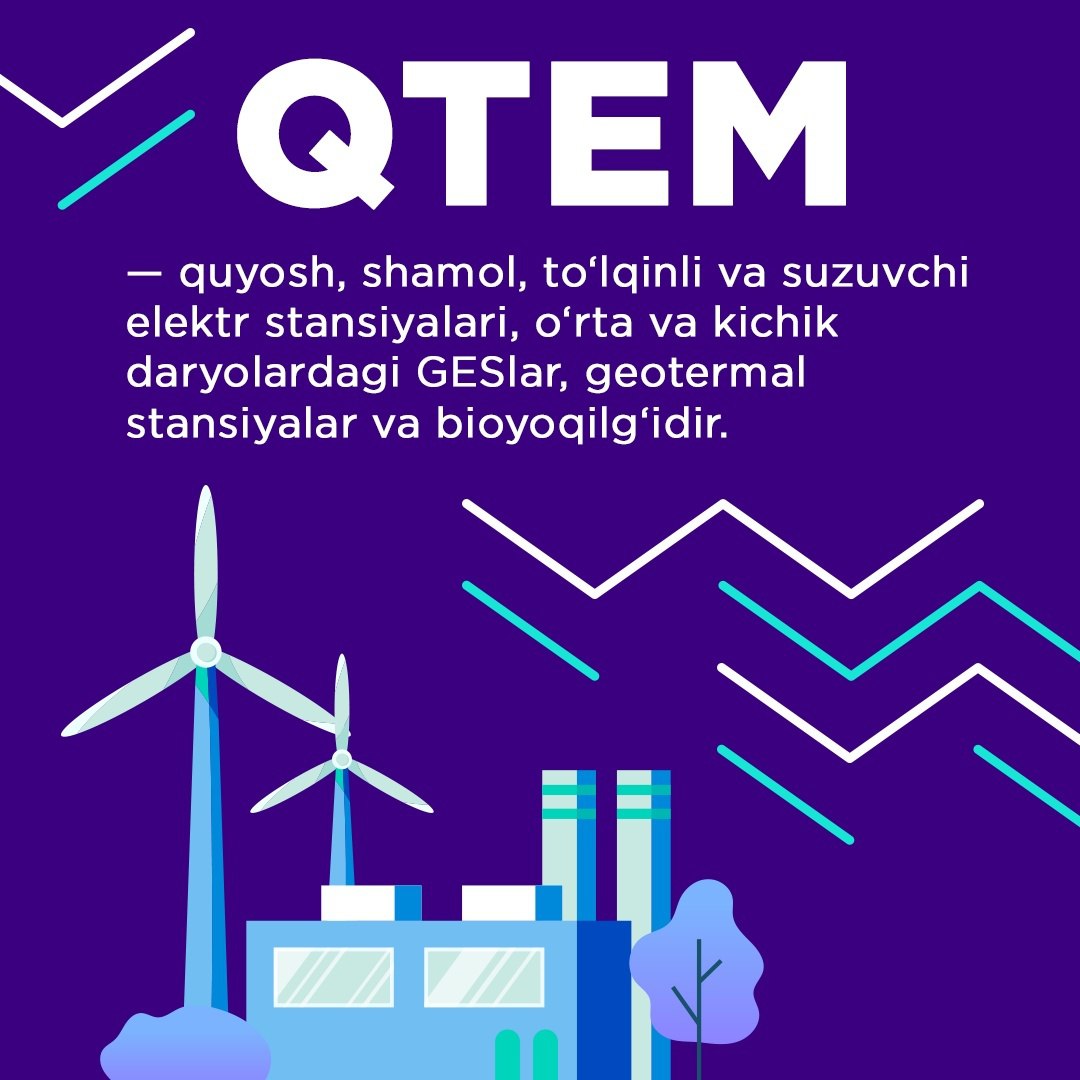 QTEM
— quyosh, shamol, to‘lqinli va suzuvchi
elektr stansiyalari, o‘rta va kichik
daryolardagi GESlar, geotermal
stansiyalar va bioyoqilg‘idir.